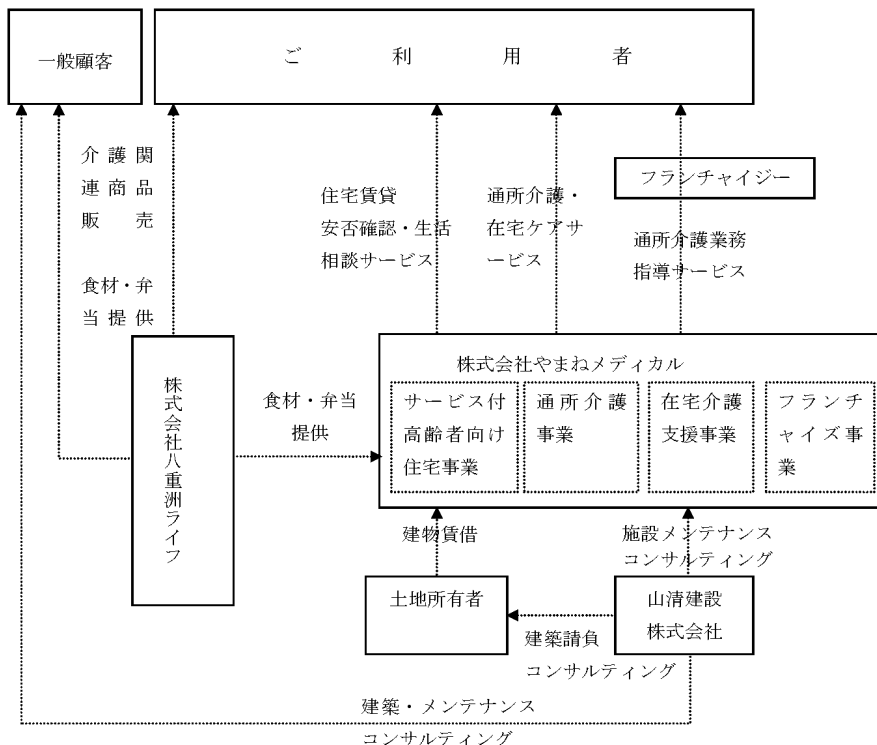 一般顧客
ご利用者
介護関
連商品
販売
食材・弁
当提供
住宅賃貸
安否確認・生活
相談サービス
通所介護・
在宅ケアサ
ービス
フランチャイジー
通所介護業務
指導サービス
株式会社八重洲ライフ
食材・弁当
提供
株式会社やまねメディカル
サービス付
高齢者向け
住宅事業
通所介護
事業
在宅介護
支援事業
フランチ
ャイズ事
業
建物賃借
施設メンテナンス
コンサルティング
土地所有者
山清建設
株式会社
建築請負
コンサルティング
建築・メンテナンス
コンサルティング